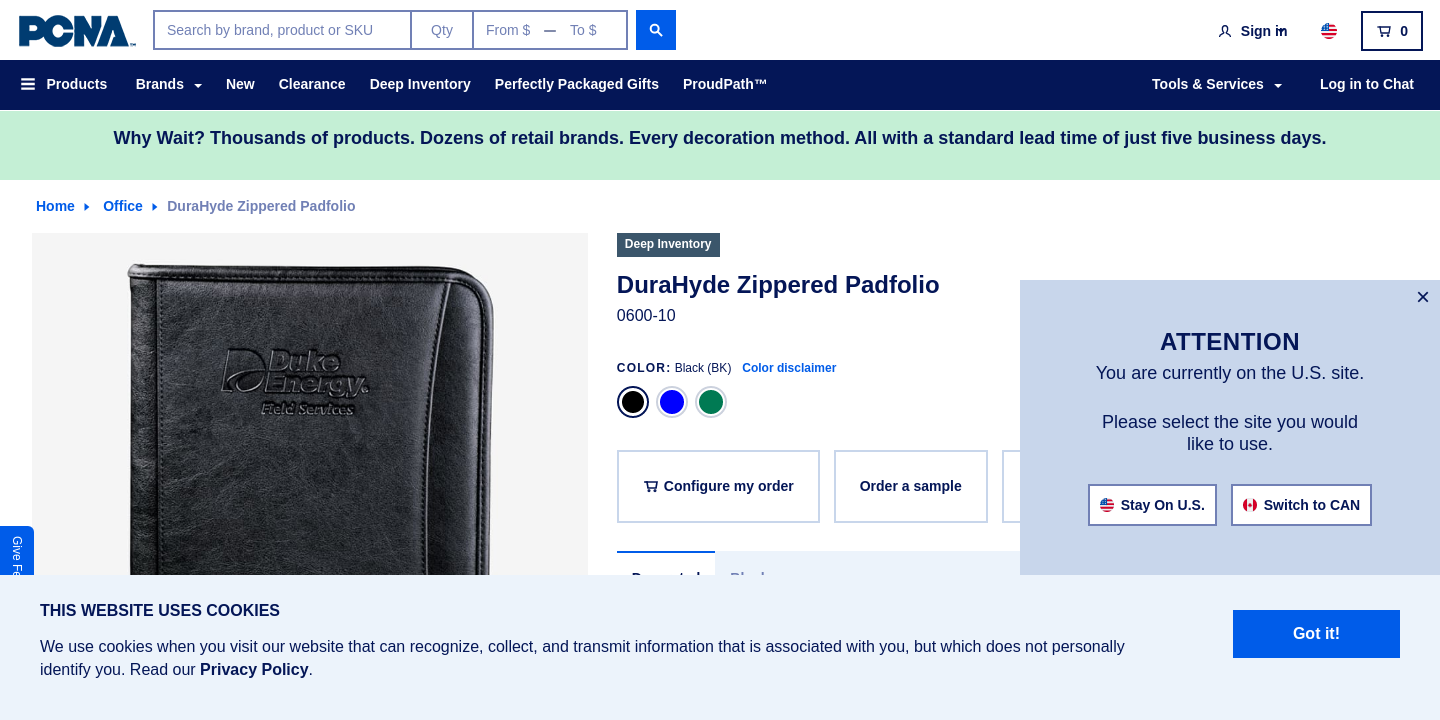 PCNA™
Search by brand, product or SKU
Qty
From $ — To $
Sign in
0
Products
Brands
New
Clearance
Deep Inventory
Perfectly Packaged Gifts
ProudPath™
Tools & Services
Log in to Chat
Why Wait? Thousands of products. Dozens of retail brands. Every decoration method. All with a standard lead time of just five business days.
Home
Office
DuraHyde Zippered Padfolio
Duke
Energy®
Field Services
Deep Inventory
DuraHyde Zippered Padfolio
0600-10
COLOR: Black (BK) Color disclaimer
Configure my order
Order a sample
×
ATTENTION
You are currently on the U.S. site.
Please select the site you would
like to use.
Stay On U.S.
Switch to CAN
Give
THIS WEBSITE USES COOKIES
We use cookies when you visit our website that can recognize, collect, and transmit information that is associated with you, but which does not personally
identify you. Read our Privacy Policy.
Got it!